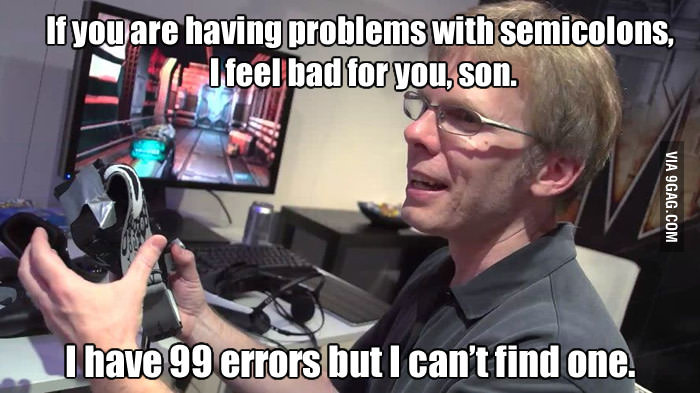 If you are having problems with semicolons,
I feel bad for you, son.
VIA 9GAG.COM
I have 99 errors but I can't find one.